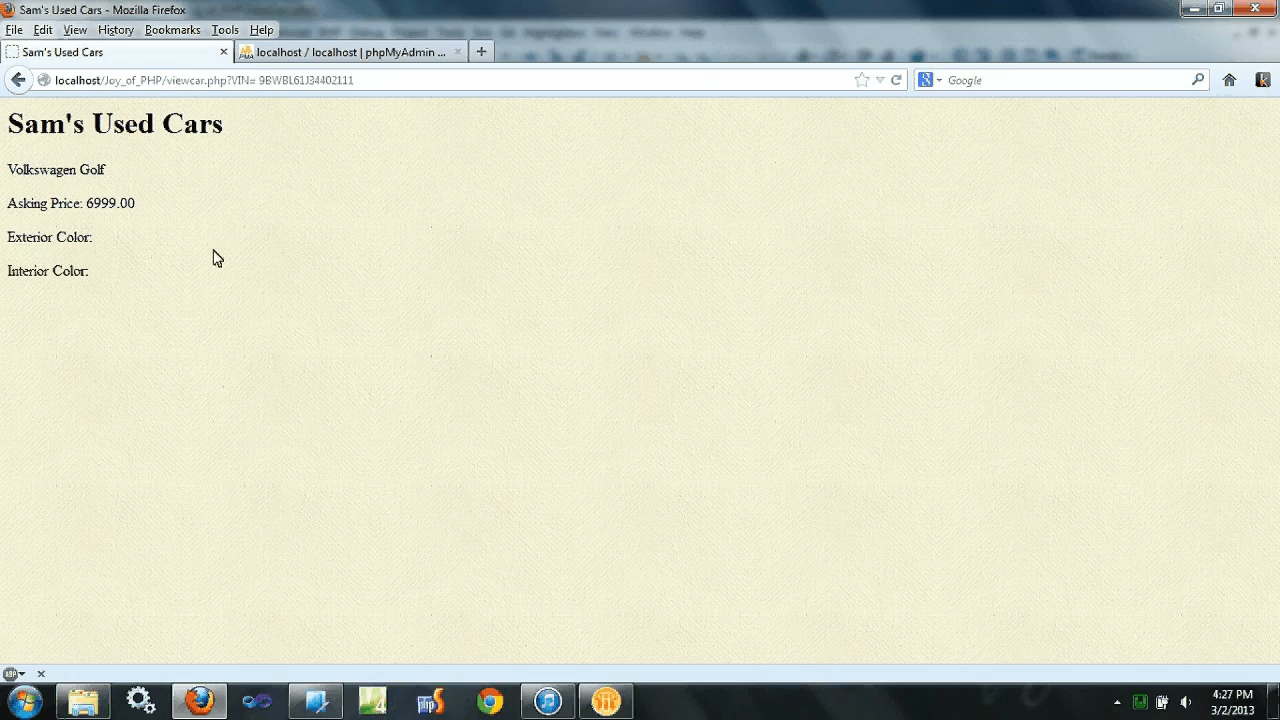 Sam's Used Cars - Mozilla Firefox
File Edit View History Bookmarks Tools Help
Sam's Used Cars
localhost / localhost | phpMyAdmin ...
localhost/Joy_of_PHP/viewcar.php?VIN= 9BWBL61J34402111
Google
Sam's Used Cars
Volkswagen Golf
Asking Price: 6999.00
Exterior Color:
Interior Color:
ABP
php
4:27 PM
3/2/2013